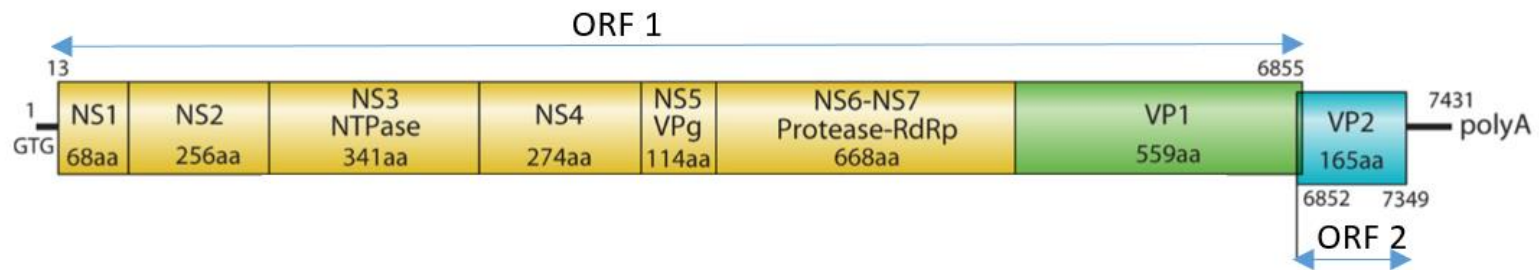 ORF 1
13
6855
1
GTG
NS1
68aa
NS2
256aa
NS3
NTPase
341aa
NS4
274aa
NS5
VPg
114aa
NS6-NS7
Protease-RdRp
668aa
VP1
559aa
VP2
165aa
7431
polyA
6852 7349
ORF 2